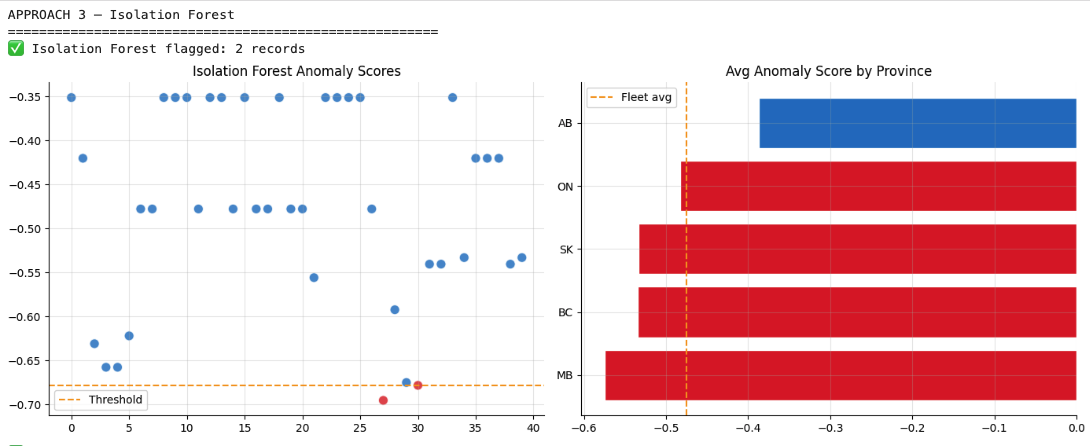 APPROACH 3 — Isolation Forest
======================================================
✅ Isolation Forest flagged: 2 records
Isolation Forest Anomaly Scores
−0.35
−0.40
−0.45
−0.50
−0.55
−0.60
−0.65
−0.70
Threshold
0 5 10 15 20 25 30 35 40
Avg Anomaly Score by Province
Fleet avg
AB
ON
SK
BC
MB
−0.6 −0.5 −0.4 −0.3 −0.2 −0.1 0.0